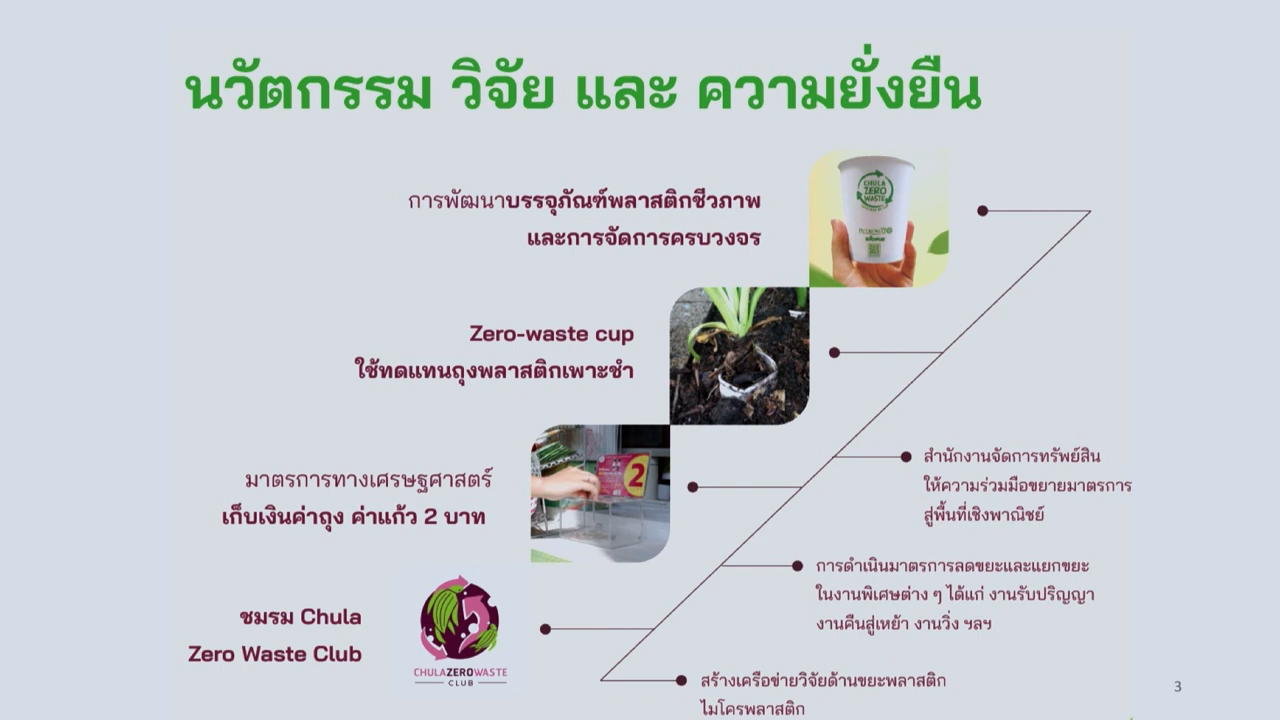 นวัตกรรม วิจัย และ ความยั่งยืน
การพัฒนาบรรจุภัณฑ์พลาสติกชีวภาพ
และการจัดการครบวงจร
CHULA
ZERO
WASTE
Zero-waste cup
ใช้ทดแทนถุงพลาสติกเพาะชำ
มาตรการทางเศรษฐศาสตร์
เก็บเงินค่าถุง ค่าแก้ว 2 บาท
2
สำนักงานจัดการทรัพย์สิน
ให้ความร่วมมือขยายมาตรการ
สู่พื้นที่เชิงพาณิชย์
การดำเนินมาตรการลดขยะและแยกขยะ
ในงานพิเศษต่าง ๆ ได้แก่ งานรับปริญญา
งานคืนสู่เหย้า งานวิ่ง ฯลฯ
ชมรม Chula
Zero Waste Club
CHULAZEROWASTE
CLUB
สร้างเครือข่ายวิจัยด้านขยะพลาสติก
ไมโครพลาสติก
3